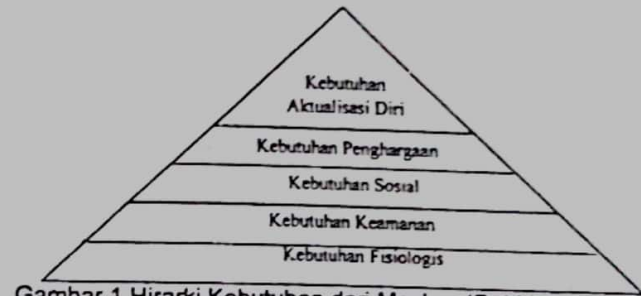 Kebutuhan
Aktualisasi Diri
Kebutuhan Penghargaan
Kebutuhan Sosial
Kebutuhan Keamanan
Kebutuhan Fisiologis
Gambar 1 Hirarki Kebutuhan dari